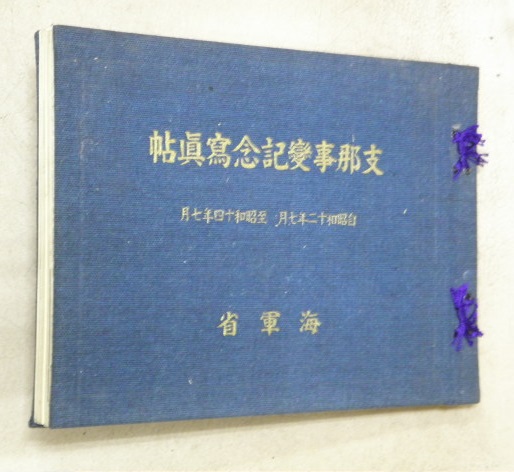 支那事變記念寫眞帖
自昭和十二年七月 至昭和十四年七月
海軍省